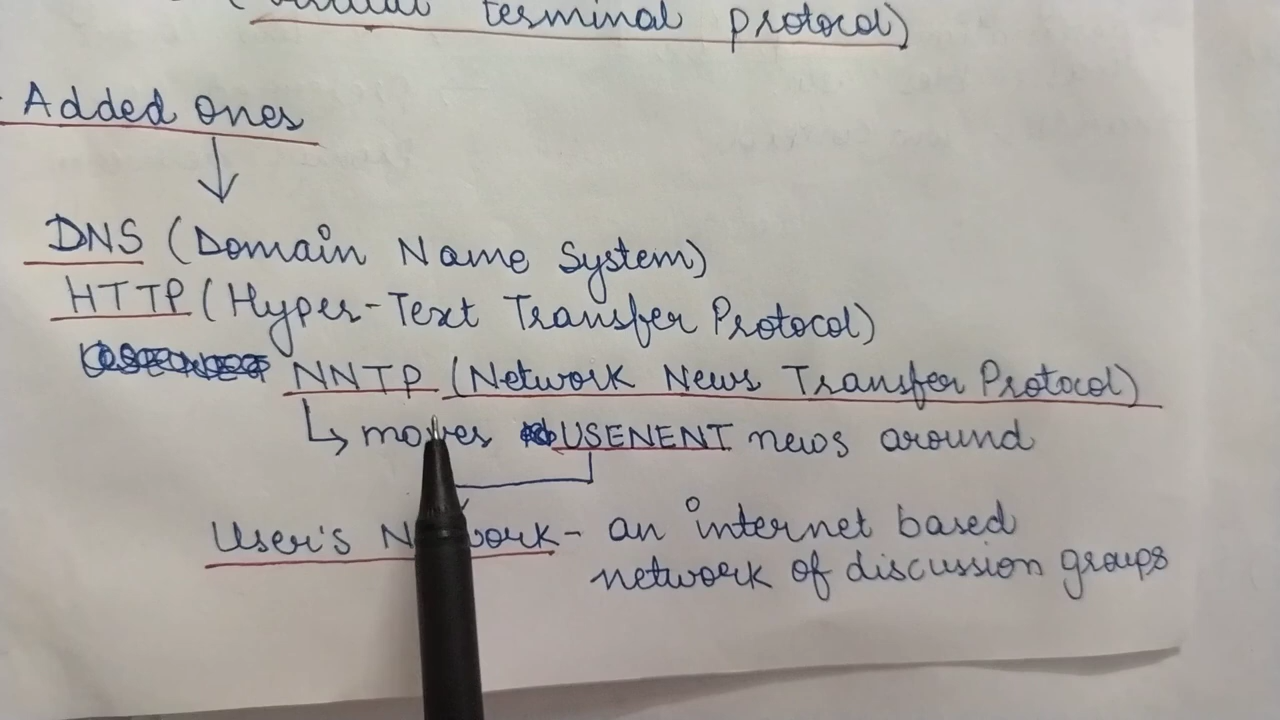 terminal protocol)
Added ones
DNS (Domain Name System)
HTTP (Hyper-Text Transfer Protocol)
NNTP (Network News Transfer Protocol)
moves USENENT news around
User's - an internet based
network of discussion groups